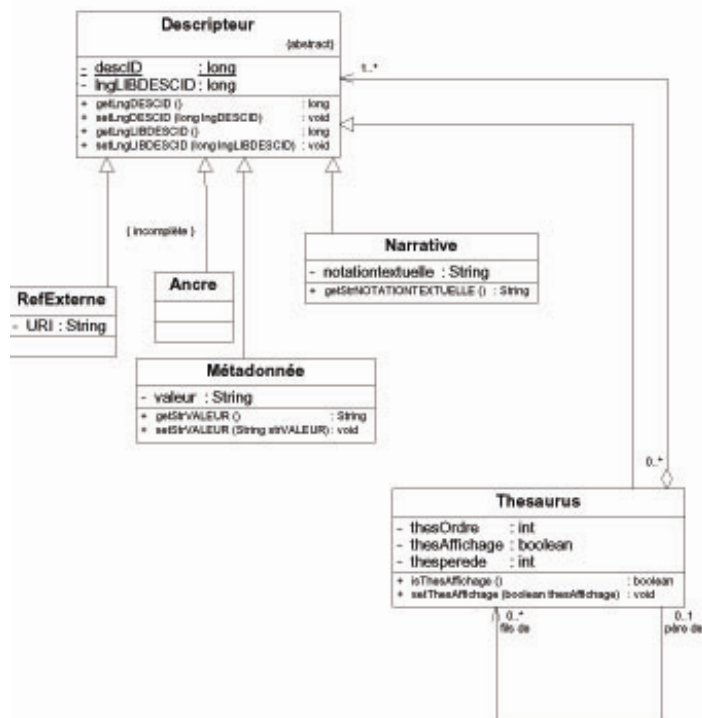 Descripteur
{abstract}
- descID : long
- lngLIBDESCID : long
+ getLngDESCID () : long
+ setLngDESCID (long lngDESCID) : void
+ getLngLIBDESCID () : long
+ setLngLIBDESCID (long lngLIBDESCID) : void
1..*
{ incomplète }
Narrative
- notationtextuelle : String
+ getStrNOTATIONTEXTUELLE () : String
RefExterne
- URI : String
Ancre
Métadonnée
- valeur : String
+ getStrVALEUR () : String
+ setStrVALEUR (String strVALEUR) : void
0..*
Thesaurus
- thesOrdre : int
- thesAffichage : boolean
- thesperede : int
+ isThesAffichage () : boolean
+ setThesAffichage (boolean thesAffichage) : void
0..*
fils de
0..1
père de